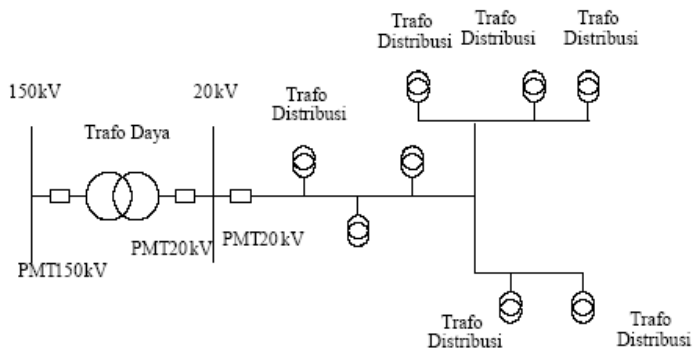 Trafo
Distribusi
Trafo
Distribusi
Trafo
Distribusi
150kV
20kV
Trafo
Distribusi
Trafo Daya
PMT150kV
PMT20kV
PMT20kV
Trafo
Distribusi
Trafo
Distribusi